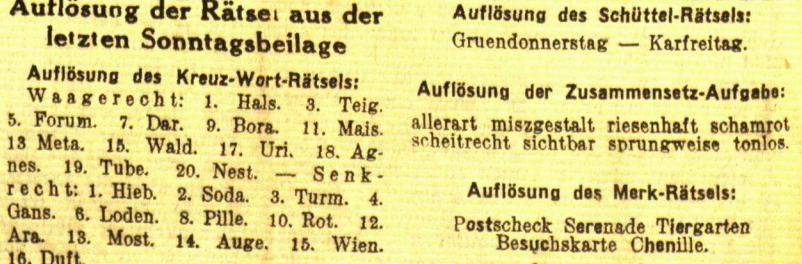 Auflösung der Rätsel aus der
letzten Sonntagsbeilage
Auflösung des Kreuz-Wort-Rätsels:
Waagerecht: 1. Hals. 3. Teig.
5. Forum. 7. Dar. 9. Bora. 11. Mais.
13 Meta. 15. Wald. 17. Uri. 18. Ag-
nes. 19. Tube. 20. Nest. — Senk-
recht: 1. Hieb. 2. Soda. 3. Turm. 4.
Gans. 6. Loden. 8. Pille. 10. Rot. 12.
Ara. 13. Most. 14. Auge. 15. Wien.
16. Duft.
Auflösung des Schüttel-Rätsels:
Gruendonnerstag — Karfreitag.
Auflösung der Zusammensetz-Aufgabe:
allerart miszgestalt riesenhaft schamrot
scheitrecht sichtbar sprungweise tonlos.
Auflösung des Merk-Rätsels:
Postscheck Serenade Tiergarten
Besuchskarte Chenille.